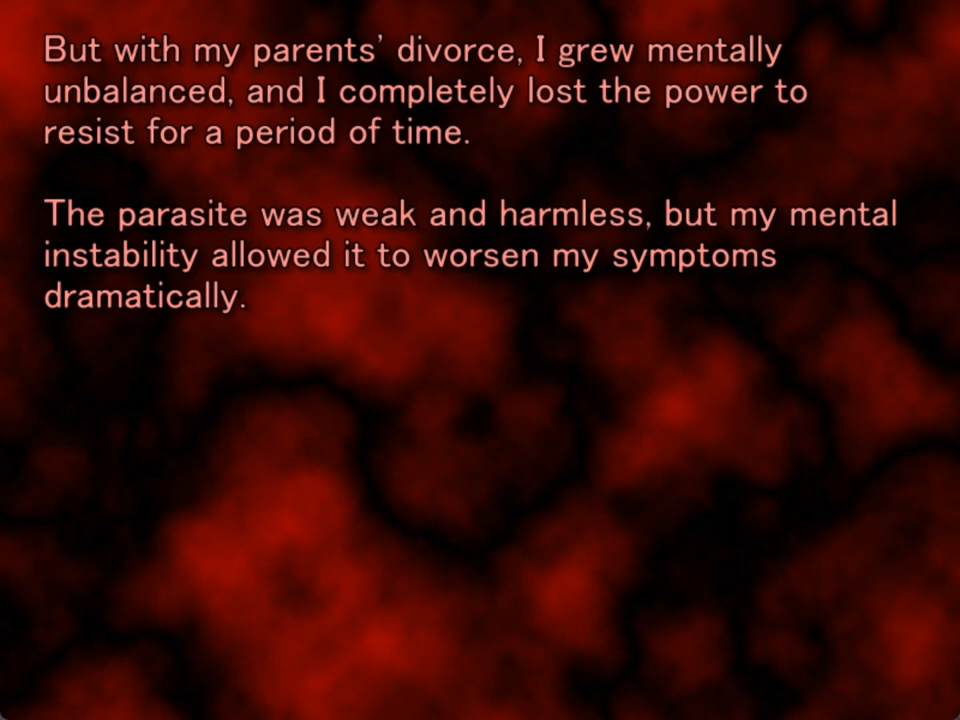 But with my parents’ divorce, I grew mentally
unbalanced, and I completely lost the power to
resist for a period of time.
The parasite was weak and harmless, but my mental
instability allowed it to worsen my symptoms
dramatically.